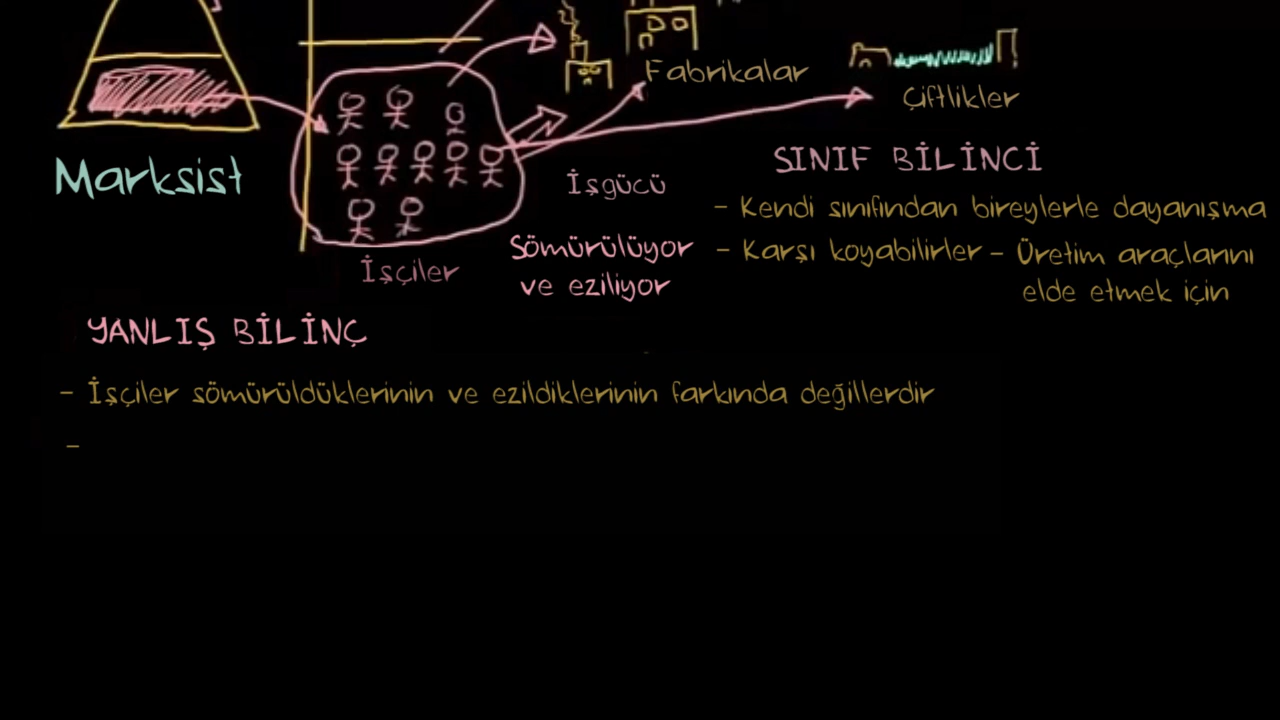 Fabrikalar
Çiftlikler
Marksist
SINIF BİLİNCİ
İşgücü
- Kendi sınıfından bireylerle dayanışma
Sömürülüyor
ve eziliyor
- Karşı koyabilirler - Üretim araçlarını
elde etmek için
İşçiler
YANLIŞ BİLİNÇ
- İşçiler sömürüldüklerinin ve ezildiklerinin farkında değillerdir
-